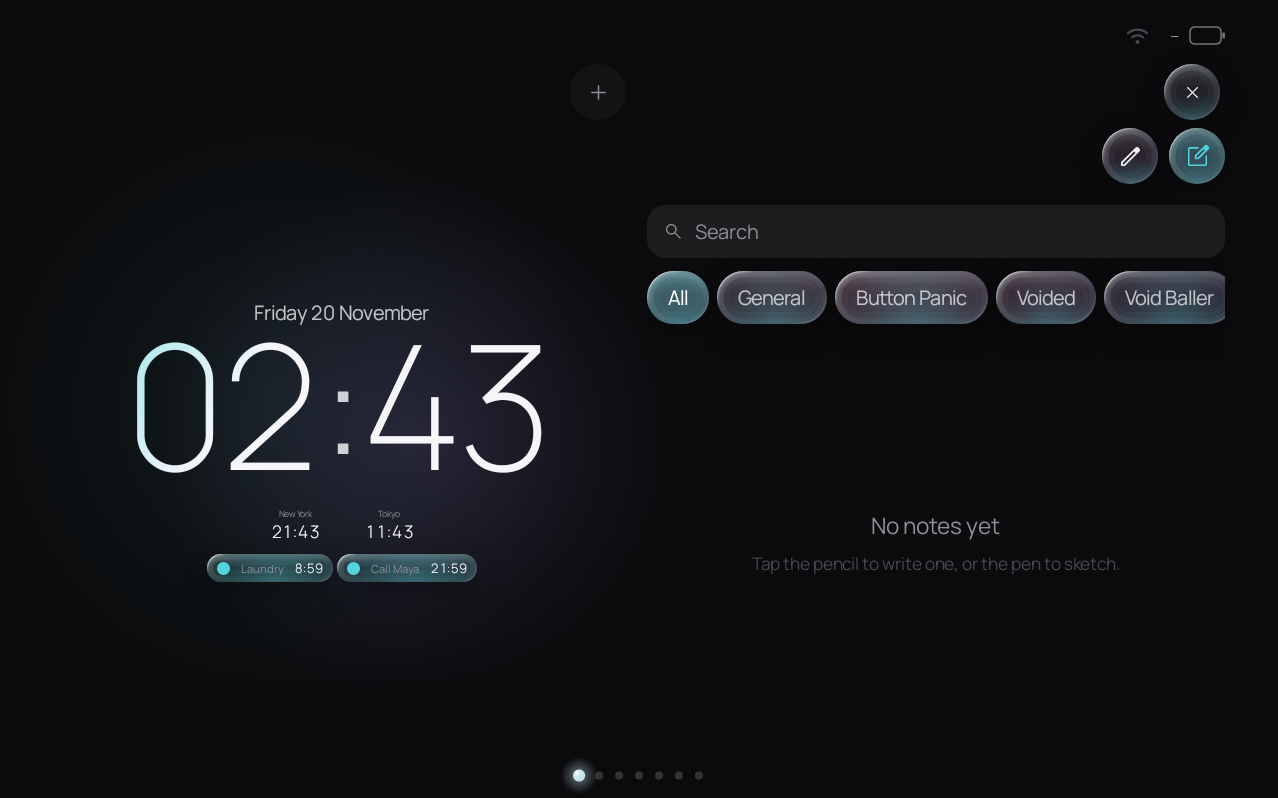 –
Search
All General Button Panic Voided Void Baller
Friday 20 November
02:43
New York Tokyo
21:43 11:43
Laundry 8:59 Call Maya 21:59
No notes yet
Tap the pencil to write one, or the pen to sketch.